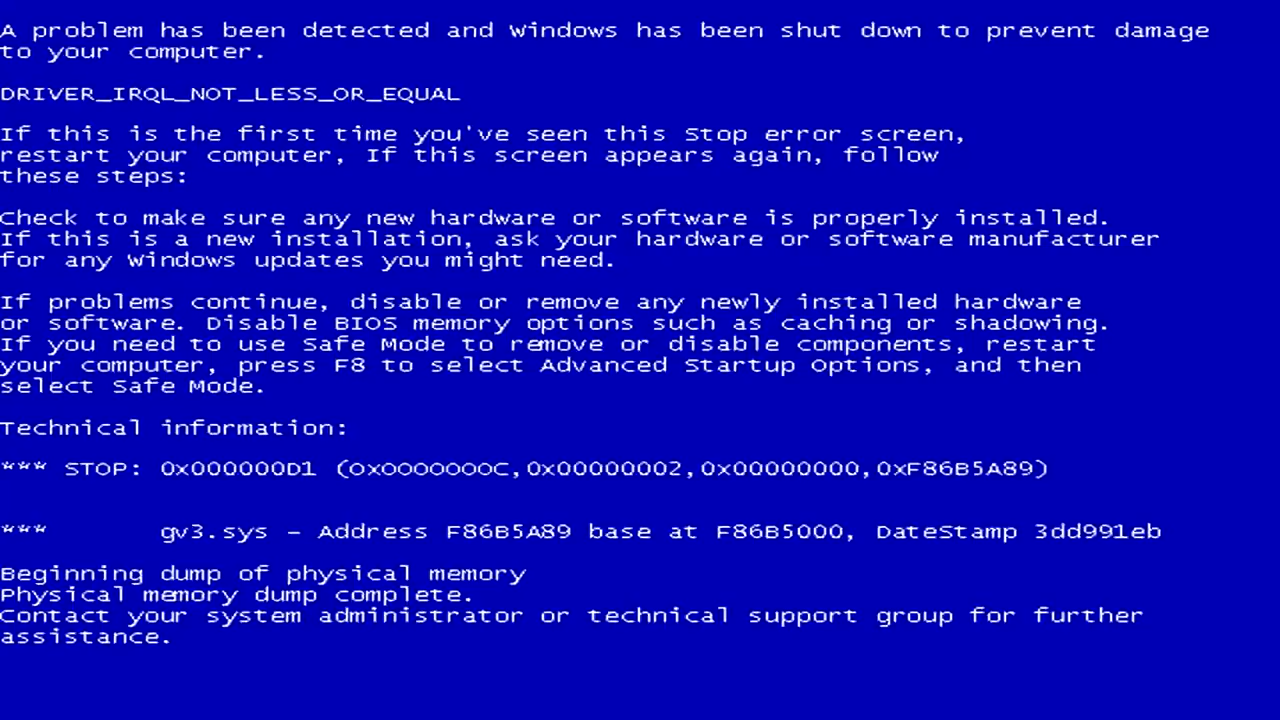 A problem has been detected and Windows has been shut down to prevent damage
to your computer.
DRIVER_IRQL_NOT_LESS_OR_EQUAL
If this is the first time you've seen this Stop error screen,
restart your computer, If this screen appears again, follow
these steps:
Check to make sure any new hardware or software is properly installed.
If this is a new installation, ask your hardware or software manufacturer
for any Windows updates you might need.
If problems continue, disable or remove any newly installed hardware
or software. Disable BIOS memory options such as caching or shadowing.
If you need to use Safe Mode to remove or disable components, restart
your computer, press F8 to select Advanced Startup Options, and then
select Safe Mode.
Technical information:
*** STOP: 0x000000D1 (0x0000000C,0x00000002,0x00000000,0xF86B5A89)
*** gv3.sys - Address F86B5A89 base at F86B5000, DateStamp 3dd991eb
Beginning dump of physical memory
Physical memory dump complete.
Contact your system administrator or technical support group for further
assistance.